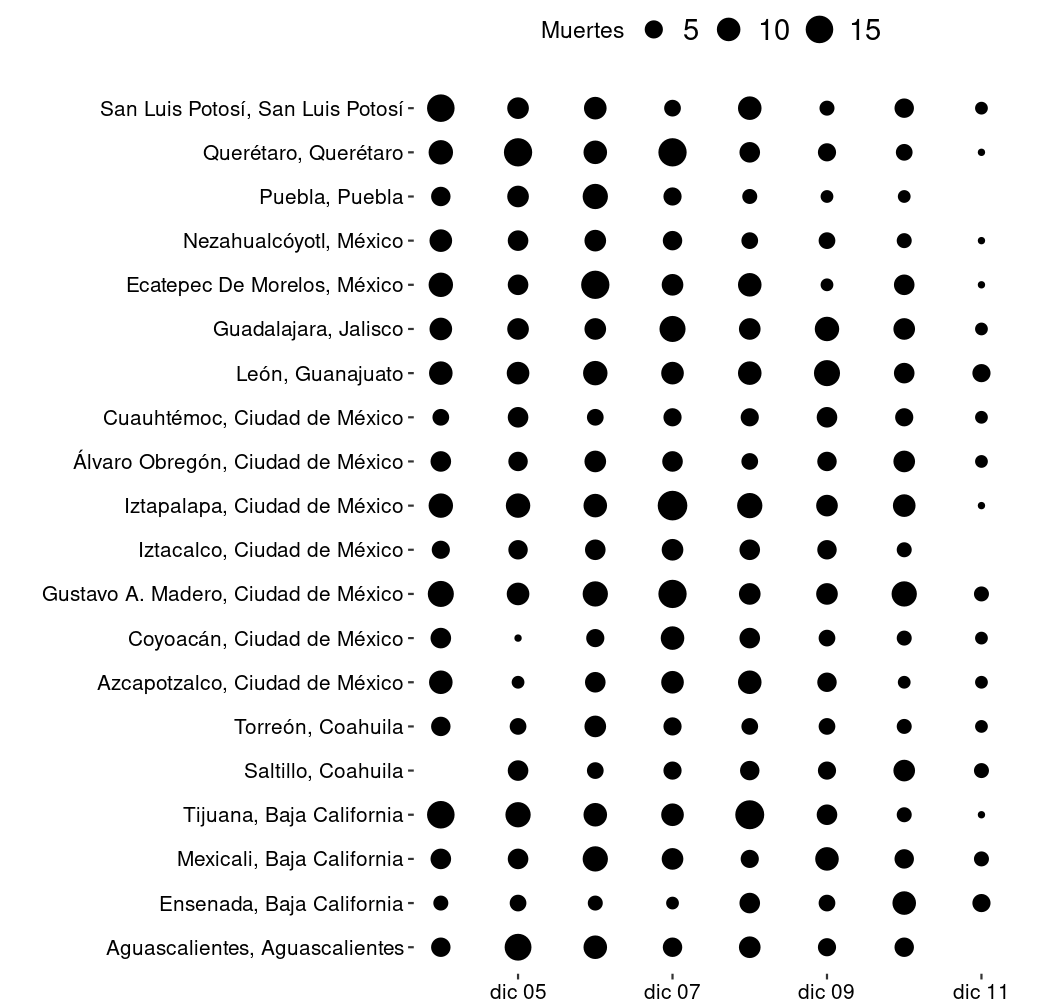 Muertes 5 10 15
San Luis Potosí, San Luis Potosí
Querétaro, Querétaro
Puebla, Puebla
Nezahualcóyotl, México
Ecatepec De Morelos, México
Guadalajara, Jalisco
León, Guanajuato
Cuauhtémoc, Ciudad de México
Álvaro Obregón, Ciudad de México
Iztapalapa, Ciudad de México
Iztacalco, Ciudad de México
Gustavo A. Madero, Ciudad de México
Coyoacán, Ciudad de México
Azcapotzalco, Ciudad de México
Torreón, Coahuila
Saltillo, Coahuila
Tijuana, Baja California
Mexicali, Baja California
Ensenada, Baja California
Aguascalientes, Aguascalientes
dic 05 dic 07 dic 09 dic 11